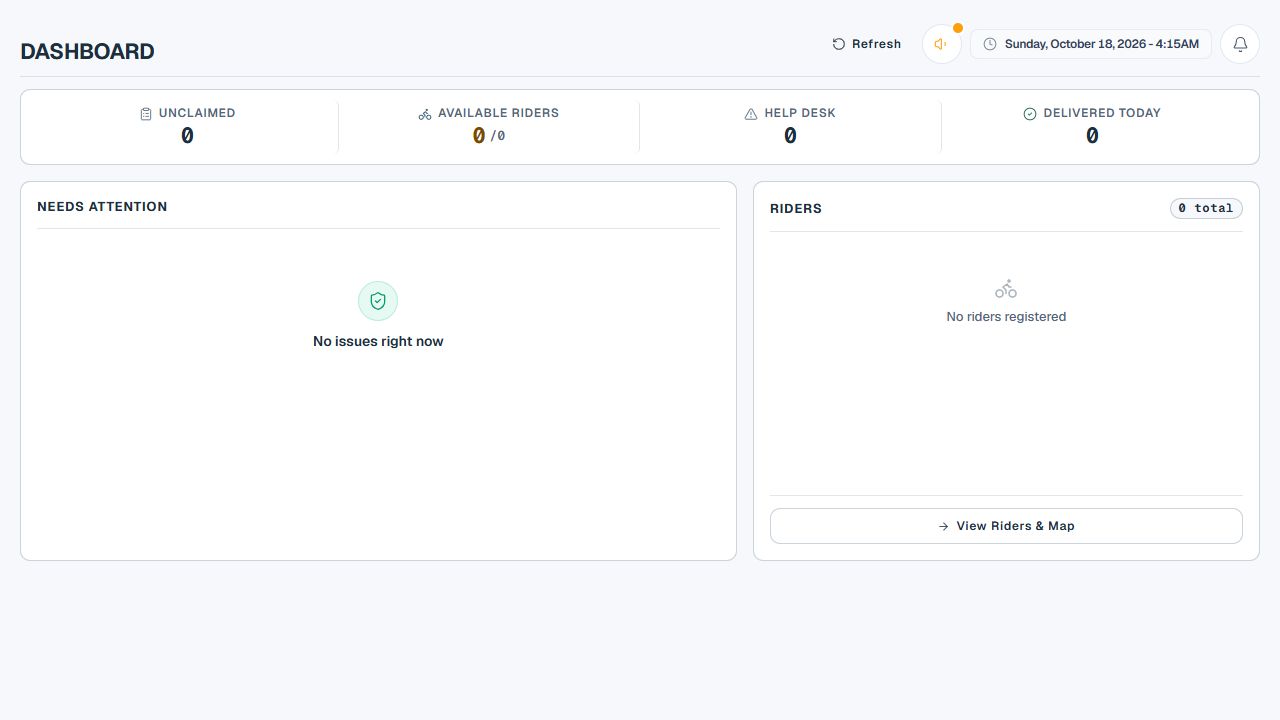 DASHBOARD
Refresh
Sunday, October 18, 2026 - 4:15AM
UNCLAIMED
0
AVAILABLE RIDERS
0 /0
HELP DESK
0
DELIVERED TODAY
0
NEEDS ATTENTION
No issues right now
RIDERS
0 total
No riders registered
View Riders & Map